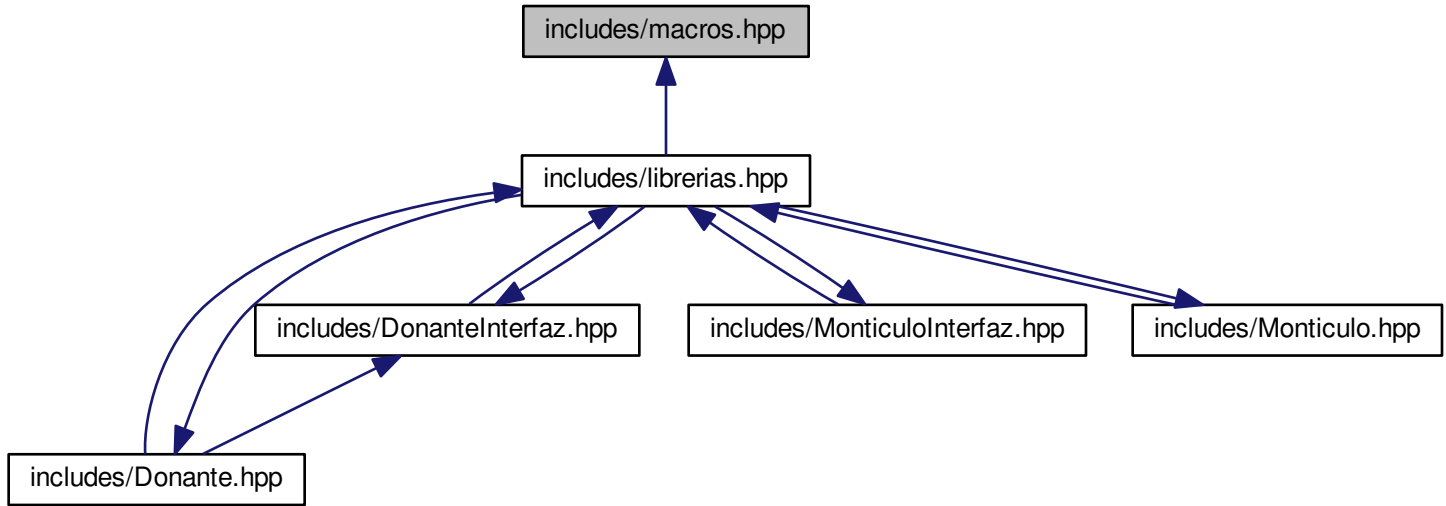 includes/macros.hpp
includes/librerias.hpp
includes/DonanteInterfaz.hpp
includes/MonticuloInterfaz.hpp
includes/Monticulo.hpp
includes/Donante.hpp